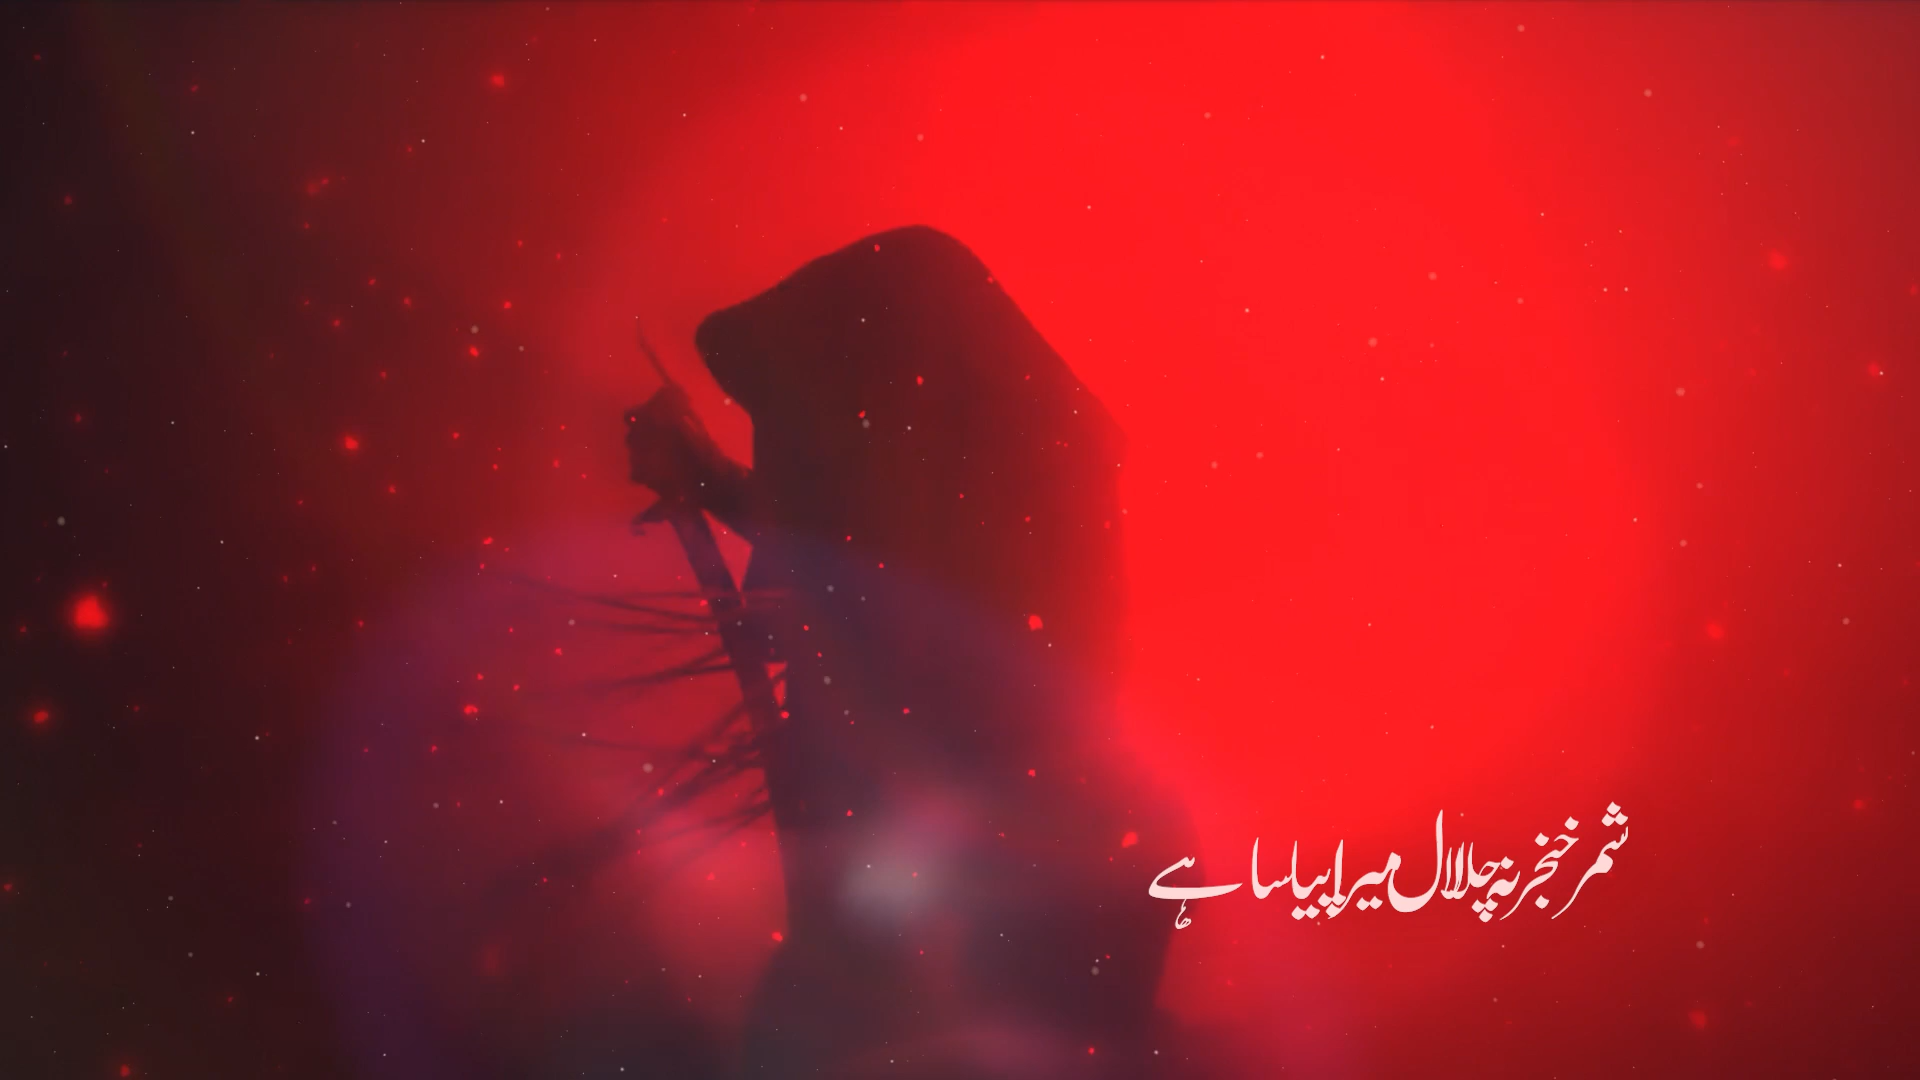 شمر خنجر نہ چلا لال میرا پیاسا ہے